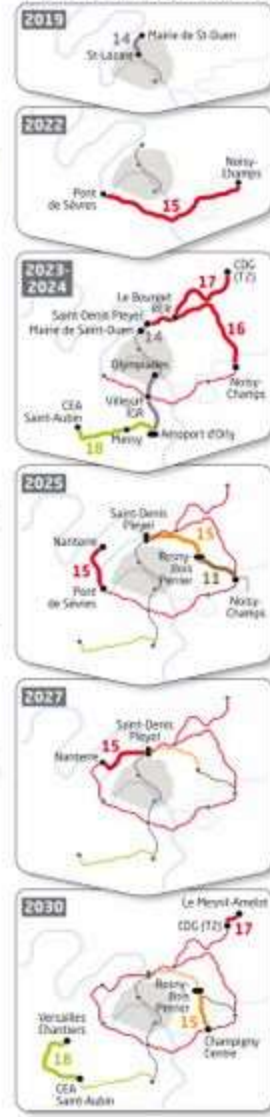 2019
Mairie de St-Ouen
14
St-Lazare
2022
Noisy-
Champs
Pont
de Sèvres
15
2023-
2024
CDG
(T2)
17
Le Bourget
RER
Saint-Denis Pleyel
Mairie de Saint-Ouen
14
16
Olympiades
Noisy-
Champs
Villejuif
IGR
CEA
Saint-Aubin
18
Massy
Aéroport d'Orly
2025
Saint-Denis
Pleyel
15
Nanterre
Rosny-
Bois
Perrier
15
11
Pont
de Sèvres
Noisy-
Champs
2027
Saint-Denis
Pleyel
15
Nanterre
2030
Le Mesnil-Amelot
CDG (T2)
17
Rosny-
Bois
Perrier
Versailles
Chantiers
15
18
Champigny
Centre
CEA
Saint-Aubin